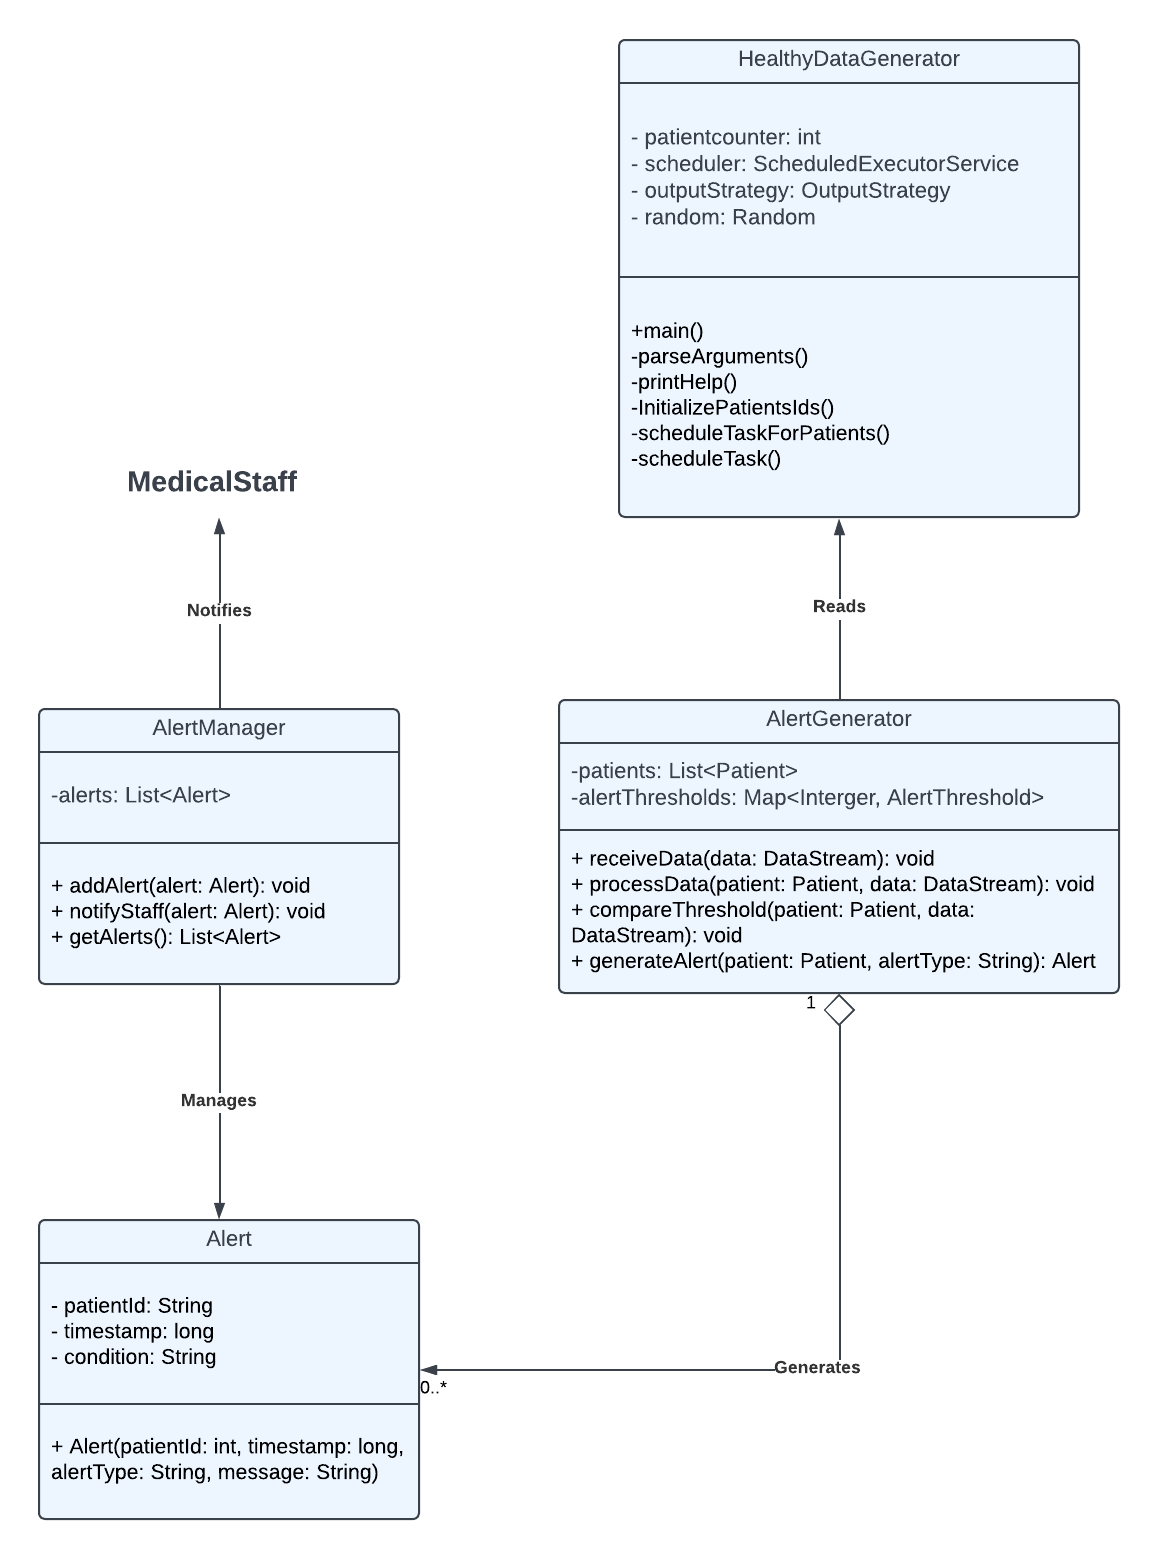 HealthyDataGenerator
- patientcounter: int
- scheduler: ScheduledExecutorService
- outputStrategy: OutputStrategy
- random: Random
+main()
-parseArguments()
-printHelp()
-InitializePatientsIds()
-scheduleTaskForPatients()
-scheduleTask()
MedicalStaff
Notifies
Reads
AlertManager
-alerts: List<Alert>
+ addAlert(alert: Alert): void
+ notifyStaff(alert: Alert): void
+ getAlerts(): List<Alert>
AlertGenerator
-patients: List<Patient>
-alertThresholds: Map<Interger, AlertThreshold>
+ receiveData(data: DataStream): void
+ processData(patient: Patient, data: DataStream): void
+ compareThreshold(patient: Patient, data:
DataStream): void
+ generateAlert(patient: Patient, alertType: String): Alert
1
Manages
Alert
- patientId: String
- timestamp: long
- condition: String
+ Alert(patientId: int, timestamp: long,
alertType: String, message: String)
Generates
0..*